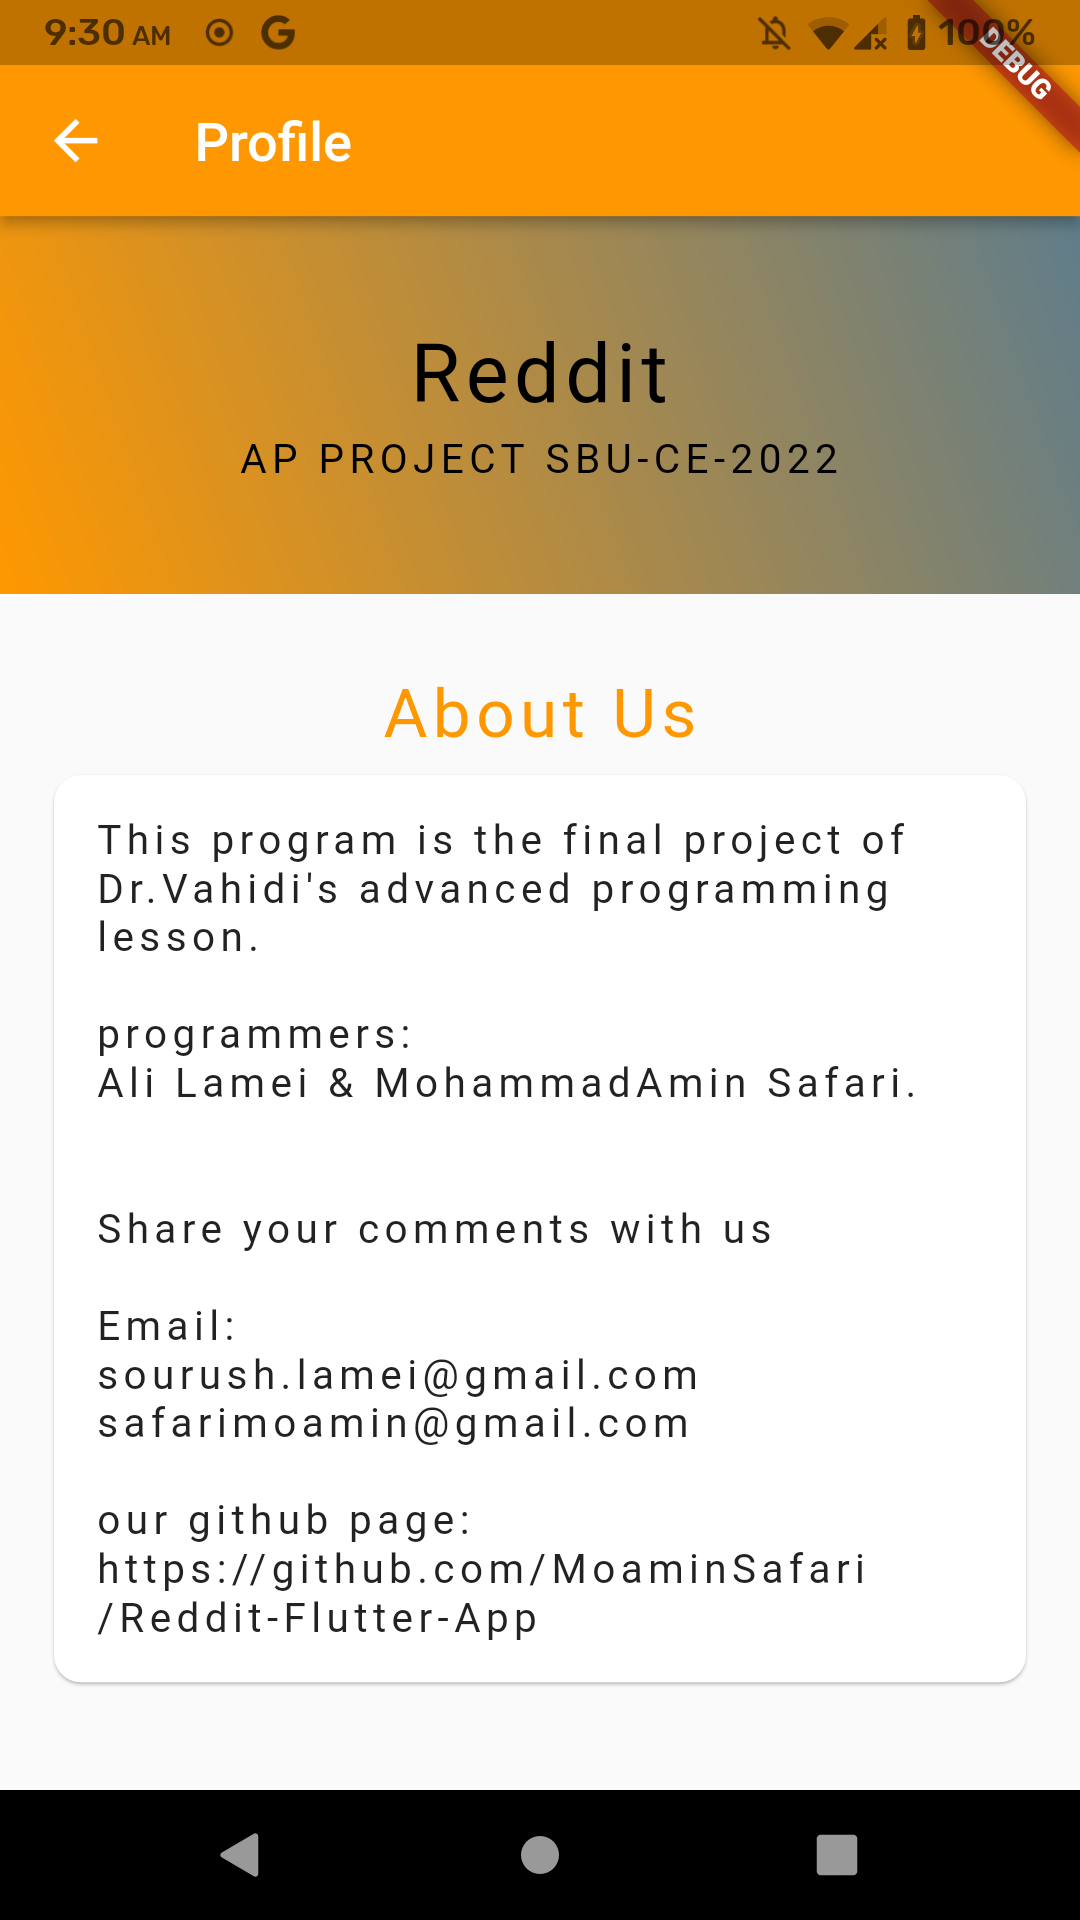 9:30 AM
100%
DEBUG
Profile
Reddit
AP PROJECT SBU-CE-2022
About Us
This program is the final project of
Dr.Vahidi's advanced programming
lesson.
programmers:
Ali Lamei & MohammadAmin Safari.
Share your comments with us
Email:
sourush.lamei@gmail.com
safarimoamin@gmail.com
our github page:
https://github.com/MoaminSafari
/Reddit-Flutter-App